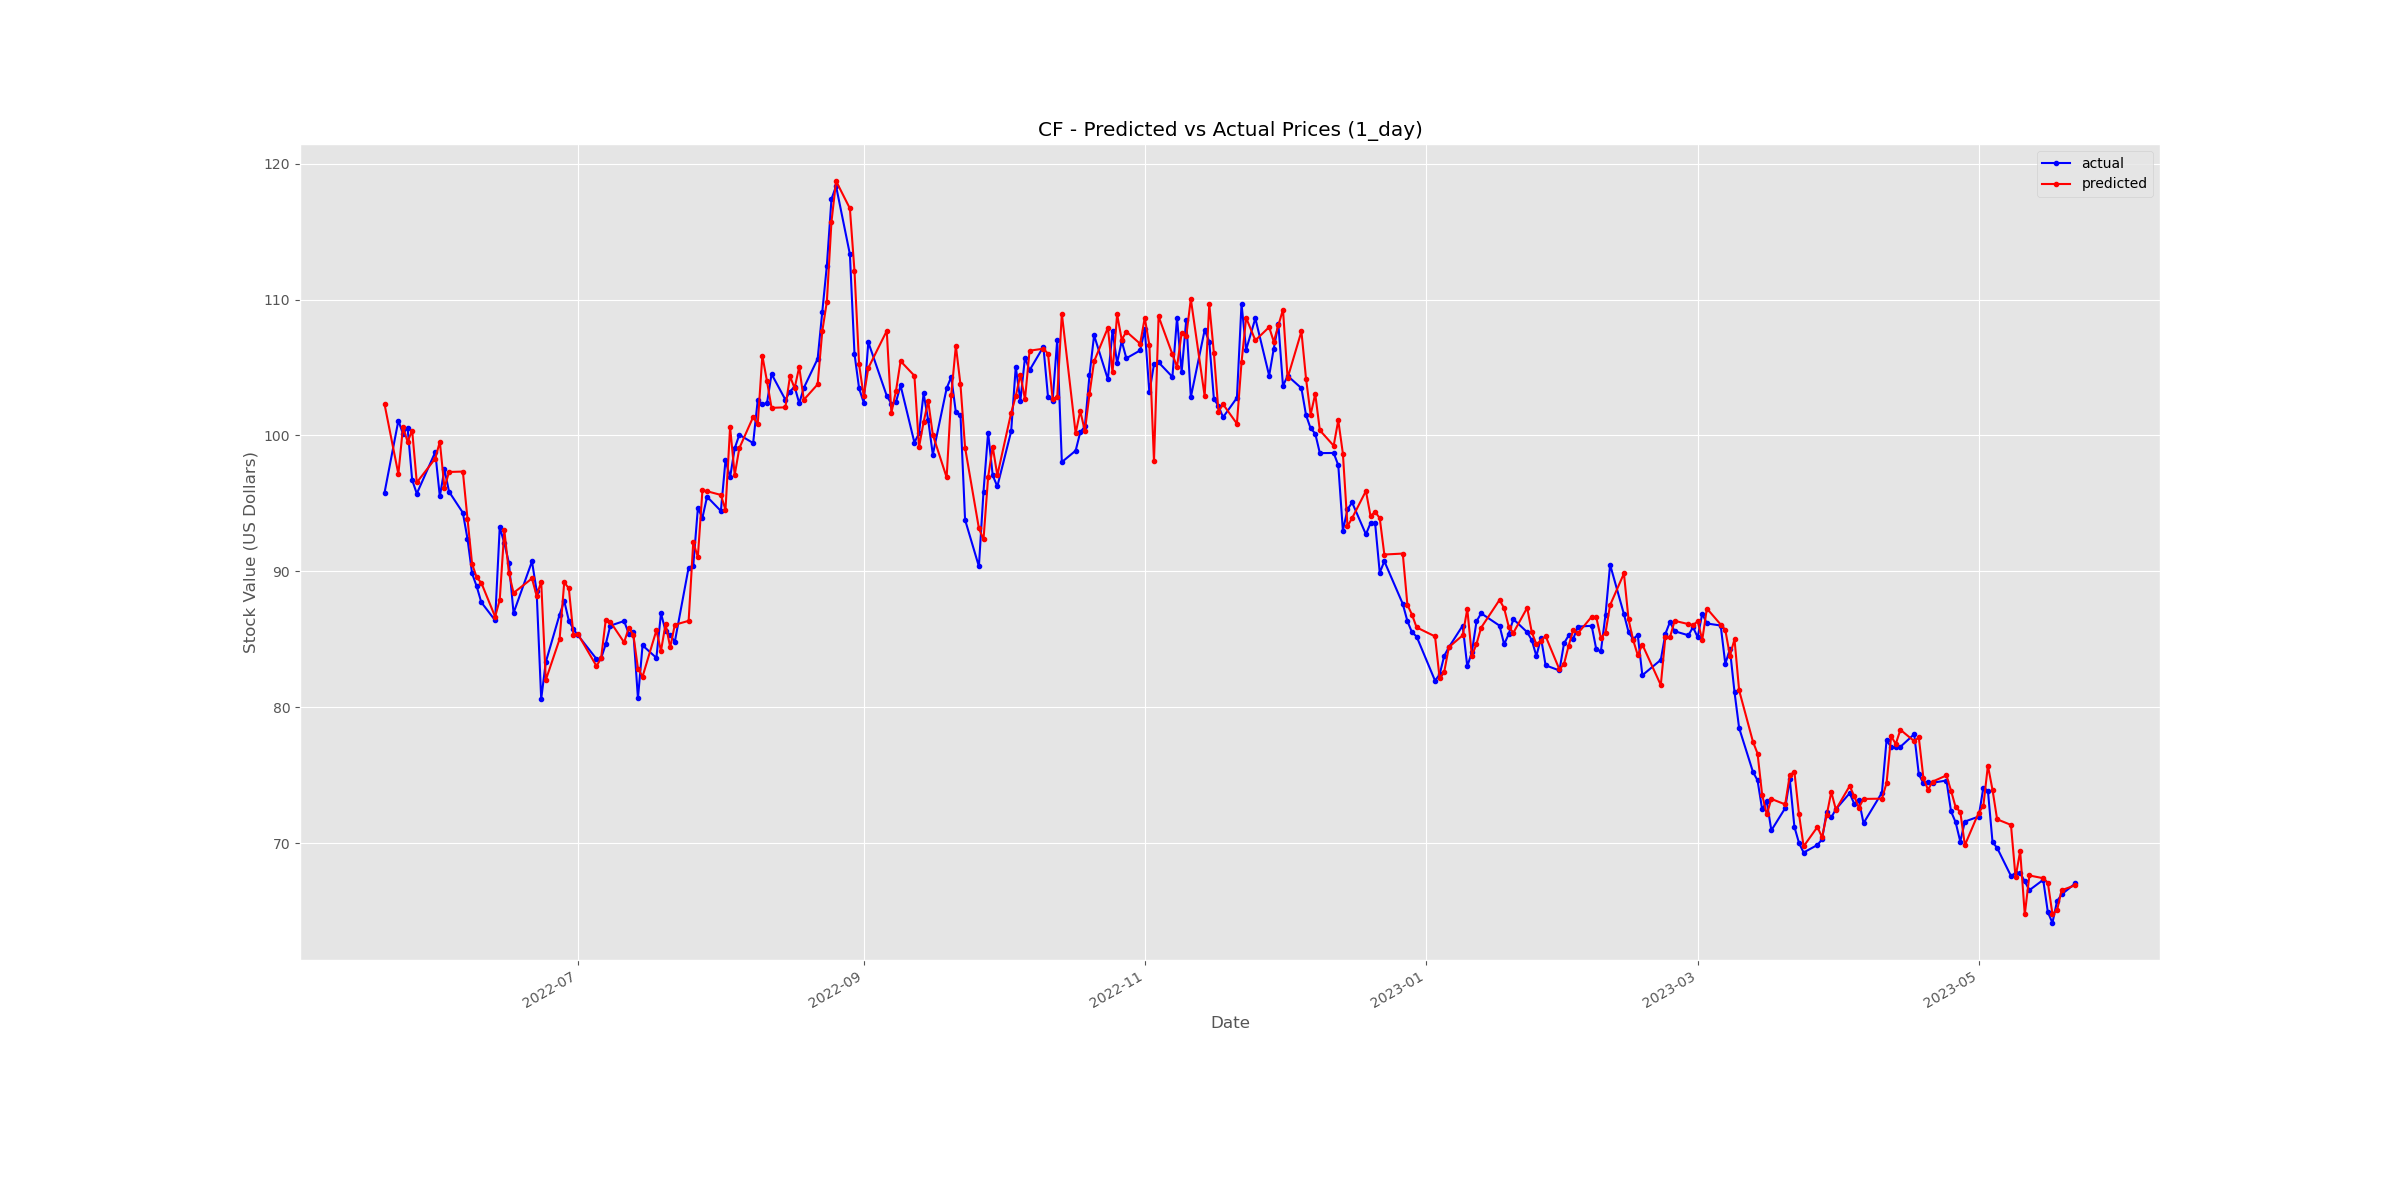 CF - Predicted vs Actual Prices (1_day)
actual
predicted
120
110
100
90
80
70
Stock Value (US Dollars)
2022-07
2022-09
2022-11
2023-01
2023-03
2023-05
Date